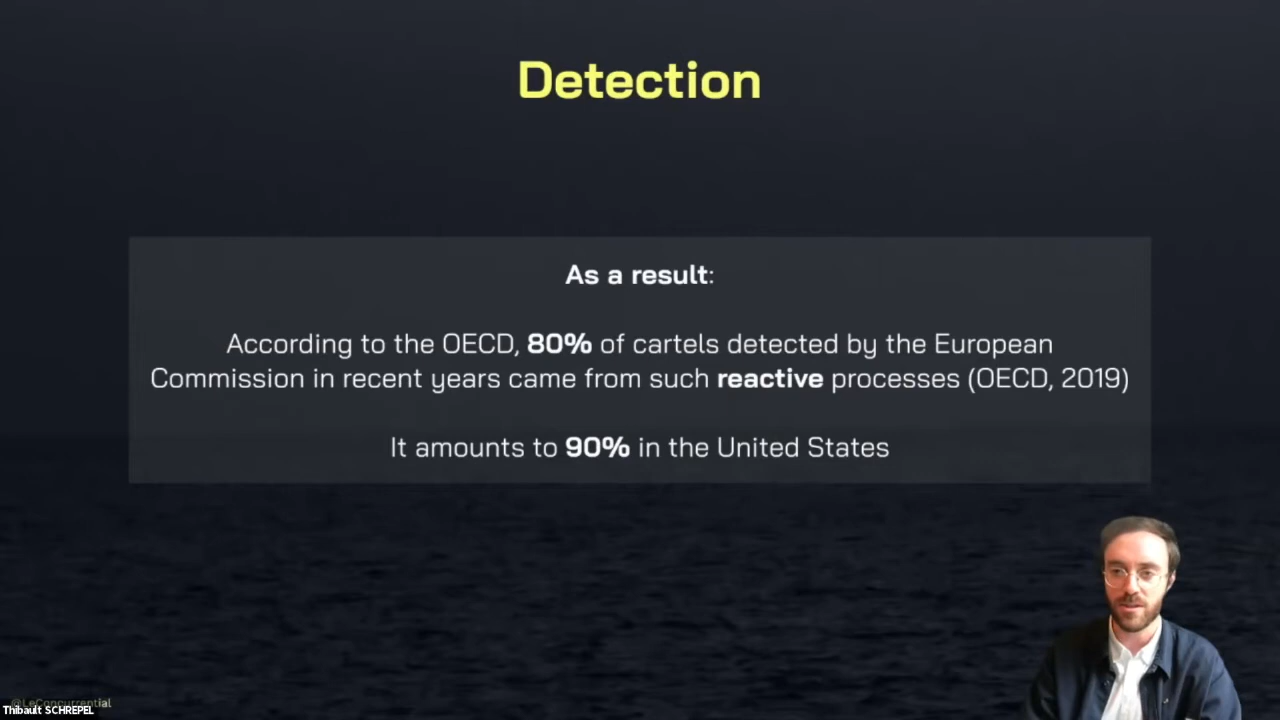 Detection
As a result:
According to the OECD, 80% of cartels detected by the European
Commission in recent years came from such reactive processes (OECD, 2019)
It amounts to 90% in the United States
@LeConcurrential
Thibault SCHREPEL